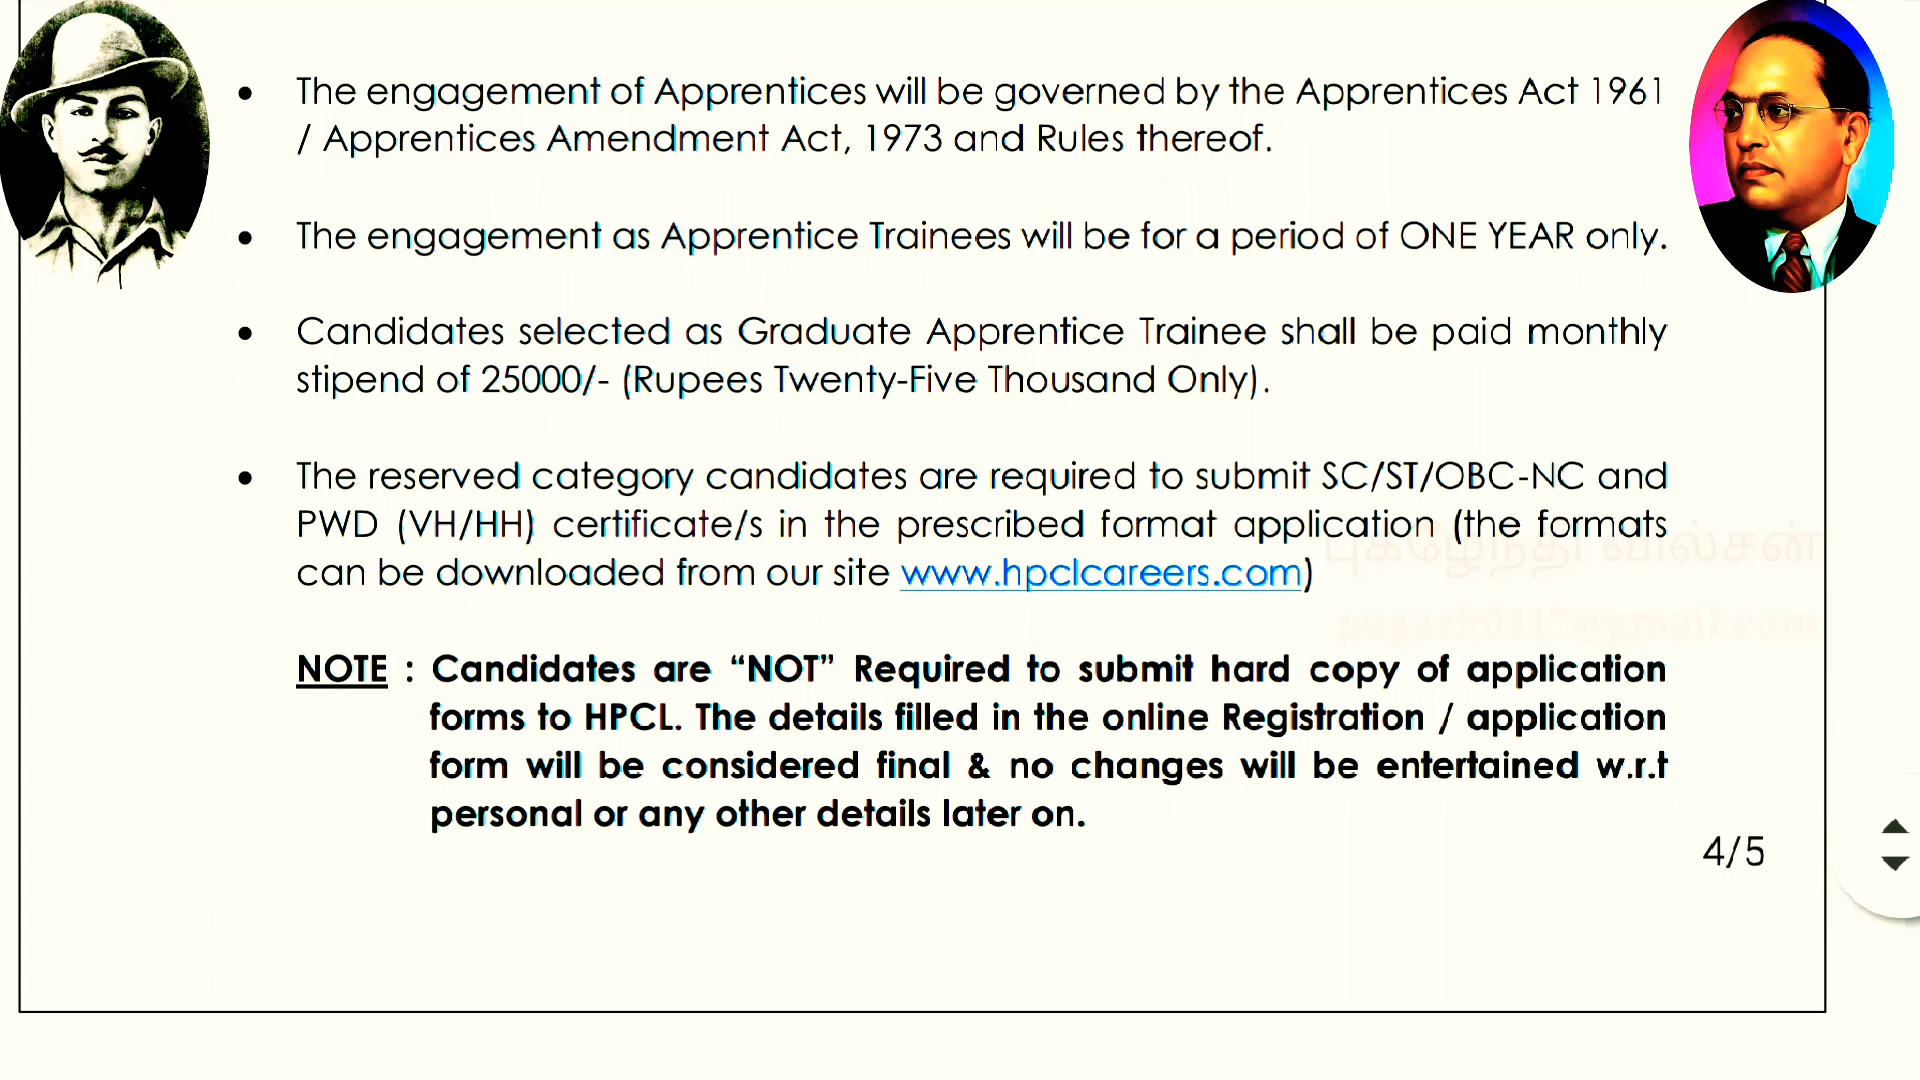 • The engagement of Apprentices will be governed by the Apprentices Act 1961
/ Apprentices Amendment Act, 1973 and Rules thereof.
• The engagement as Apprentice Trainees will be for a period of ONE YEAR only.
• Candidates selected as Graduate Apprentice Trainee shall be paid monthly
stipend of 25000/- (Rupees Twenty-Five Thousand Only).
• The reserved category candidates are required to submit SC/ST/OBC-NC and
PWD (VH/HH) certificate/s in the prescribed format application (the formats
can be downloaded from our site www.hpclcareers.com)
புகழேந்தி வில்சன்
pugazh0417@gmail.com
NOTE : Candidates are “NOT” Required to submit hard copy of application
forms to HPCL. The details filled in the online Registration / application
form will be considered final & no changes will be entertained w.r.t
personal or any other details later on.
4/5